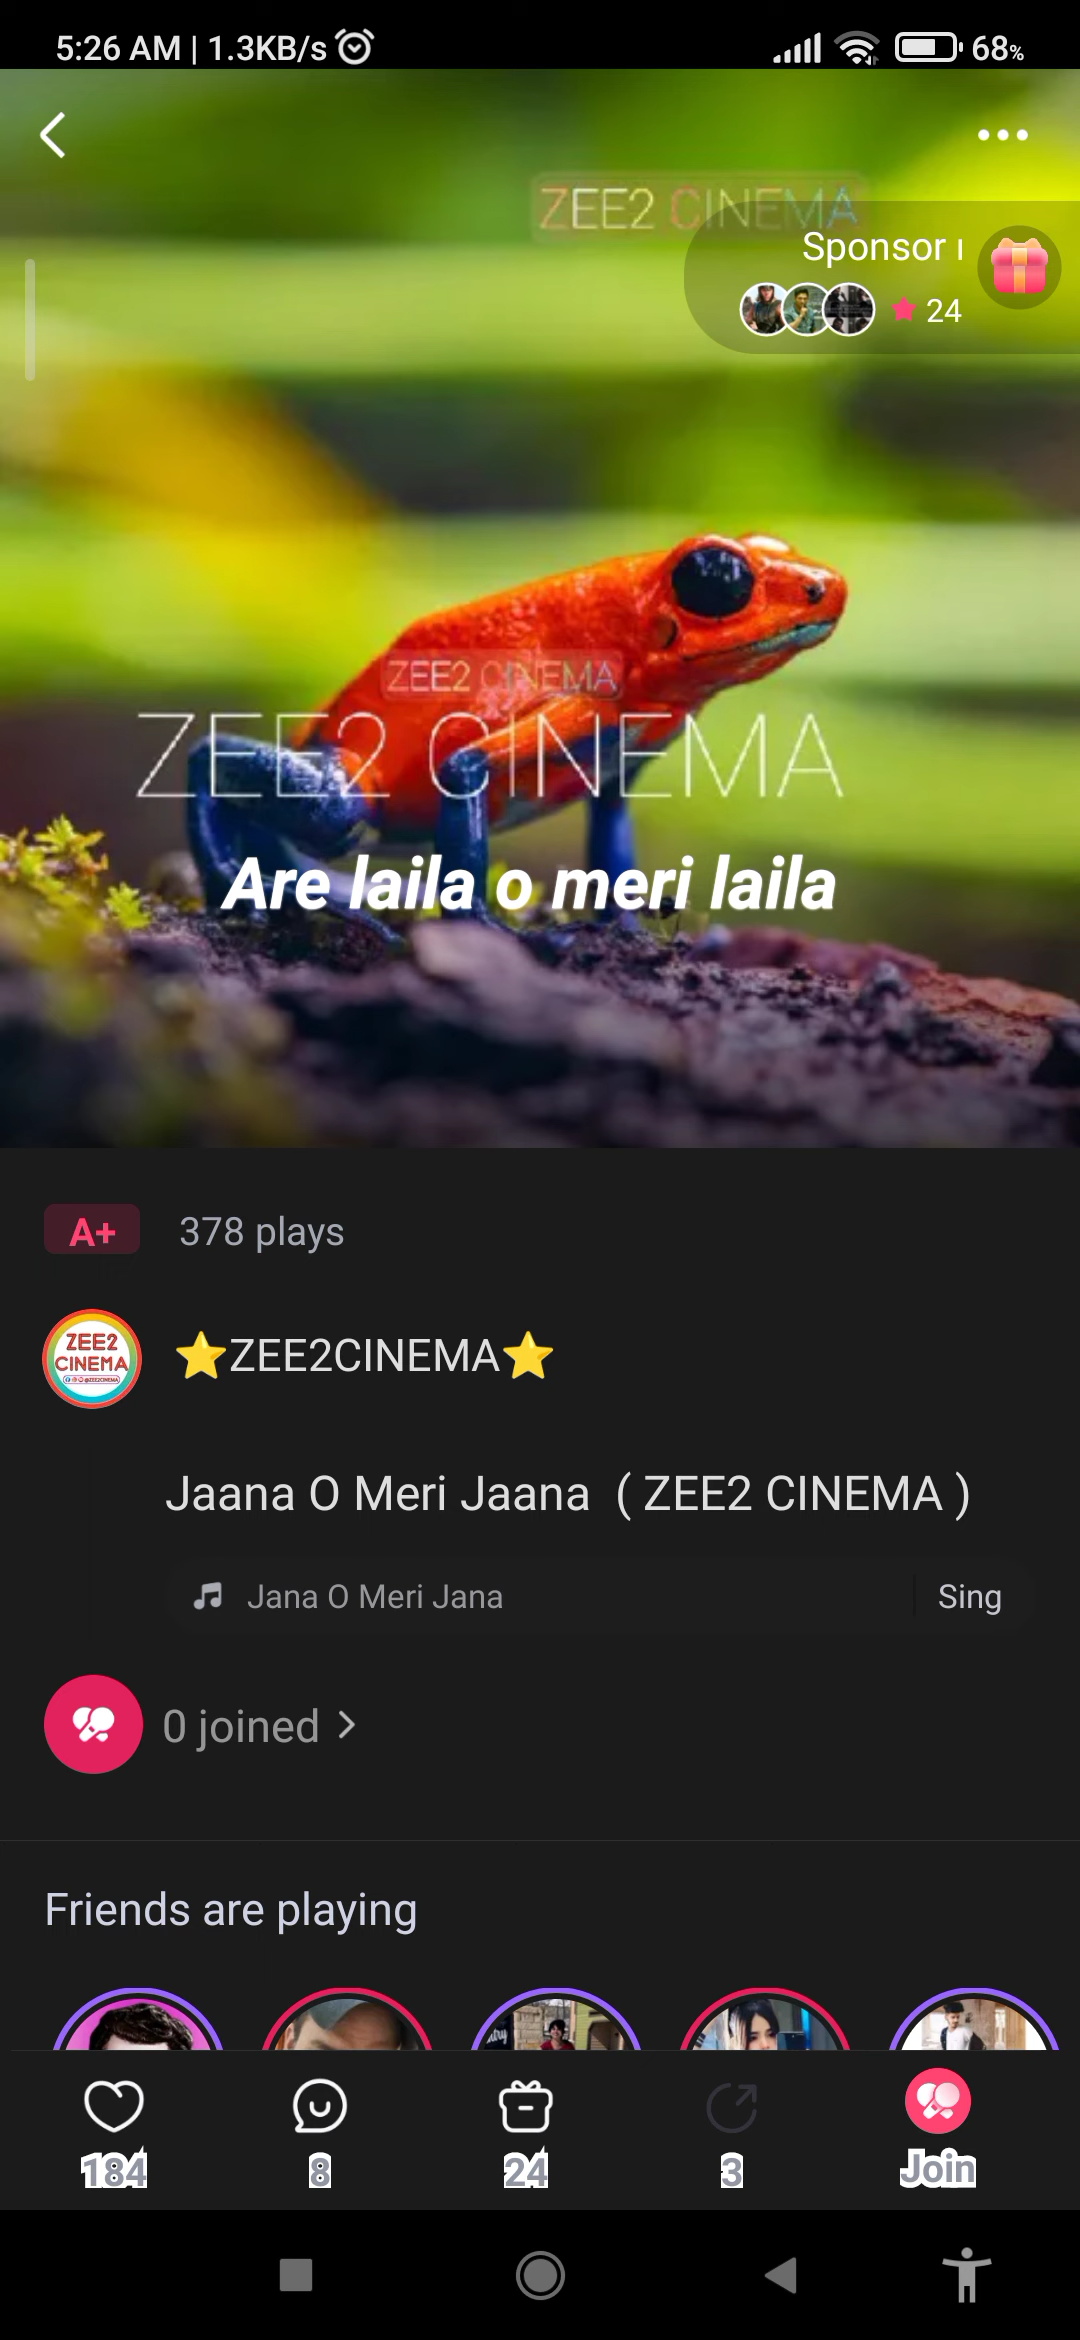 5:26 AM | 1.3KB/s
68%
ZEE2 CINEMA
Sponsor
24
ZEE2 CINEMA
ZEE2 CINEMA
Are laila o meri laila
A+
378 plays
ZEE2
CINEMA
⭐ZEE2CINEMA⭐
Jaana O Meri Jaana ( ZEE2 CINEMA )
Jana O Meri Jana
Sing
0 joined >
Friends are playing
184
8
24
3
Join